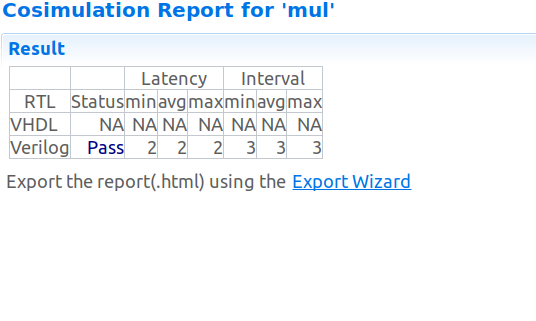 Cosimulation Report for 'mul'
Result
Latency Interval
RTL Status min avg max min avg max
VHDL NA NA NA NA NA NA NA
Verilog Pass 2 2 2 3 3 3
Export the report(.html) using the Export Wizard